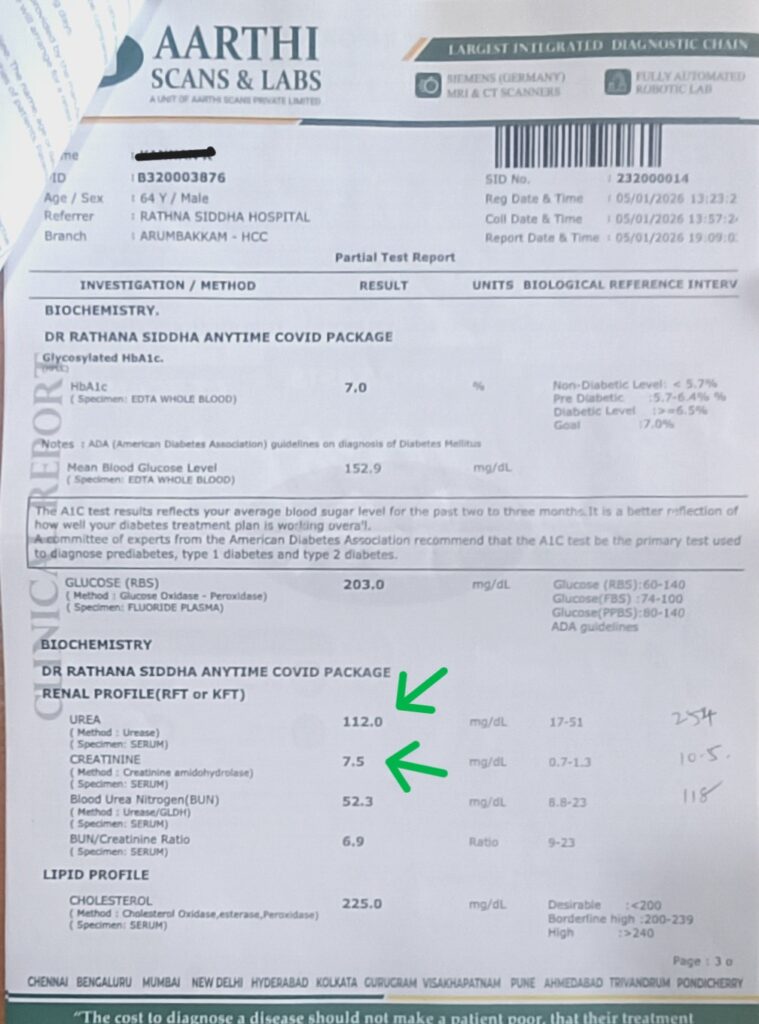 AARTHI
SCANS & LABS
A UNIT OF AARTHI SCANS PRIVATE LIMITED
LARGEST INTEGRATED DIAGNOSTIC CHAIN
SIEMENS (GERMANY)
MRI & CT SCANNERS
FULLY AUTOMATED
ROBOTIC LAB
me :
ID : B320003876
SID No. : 232000014
Age / Sex : 64 Y / Male
Reg Date & Time : 05/01/2026 13:23:2
Referrer : RATHNA SIDDHA HOSPITAL
Coll Date & Time : 05/01/2026 13:57:2
Branch : ARUMBAKKAM - HCC
Report Date & Time : 05/01/2026 19:09:0
Partial Test Report
INVESTIGATION / METHOD RESULT UNITS BIOLOGICAL REFERENCE INTERV
BIOCHEMISTRY.
DR RATHANA SIDDHA ANYTIME COVID PACKAGE
Glycosylated HbA1c.
(HPLC)
HbA1c 7.0 % Non-Diabetic Level: < 5.7%
( Specimen: EDTA WHOLE BLOOD) Pre Diabetic :5.7-6.4% %
Diabetic Level :>=6.5%
Goal :7.0%
Notes : ADA (American Diabetes Association) guidelines on diagnosis of Diabetes Mellitus
Mean Blood Glucose Level 152.9 mg/dL
( Specimen: EDTA WHOLE BLOOD)
The A1C test results reflects your average blood sugar level for the past two to three months.It is a better reflection of
how well your diabetes treatment plan is working overall.
A committee of experts from the American Diabetes Association recommend that the A1C test be the primary test used
to diagnose prediabetes, type 1 diabetes and type 2 diabetes.
GLUCOSE (RBS) 203.0 mg/dL Glucose (RBS):60-140
( Method : Glucose Oxidase - Peroxidase) Glucose(FBS) :74-100
( Specimen: FLUORIDE PLASMA) Glucose(PPBS):80-140
ADA guidelines
CLINICAL REPORT
BIOCHEMISTRY
DR RATHANA SIDDHA ANYTIME COVID PACKAGE
RENAL PROFILE(RFT or KFT)
UREA 112.0 mg/dL 17-51 254
( Method : Urease)
( Specimen: SERUM)
CREATININE 7.5 mg/dL 0.7-1.3 10.5.
( Method : Creatinine amidohydrolase)
( Specimen: SERUM)
Blood Urea Nitrogen(BUN) 52.3 mg/dL 8.8-23 118
( Method : Urease/GLDH)
( Specimen: SERUM)
BUN/Creatinine Ratio 6.9 Ratio 9-23
( Specimen: SERUM)
LIPID PROFILE
CHOLESTEROL 225.0 mg/dL Desirable :<200
( Method : Cholesterol Oxidase,esterase,Peroxidase) Borderline high :200-239
( Specimen: SERUM) High :>240
Page : 3 o
CHENNAI BENGALURU MUMBAI NEW DELHI HYDERABAD KOLKATA GURUGRAM VISAKHAPATNAM PUNE AHMEDABAD TRIVANDRUM PONDICHERRY
"The cost to diagnose a disease should not make a patient poor, that their treatment